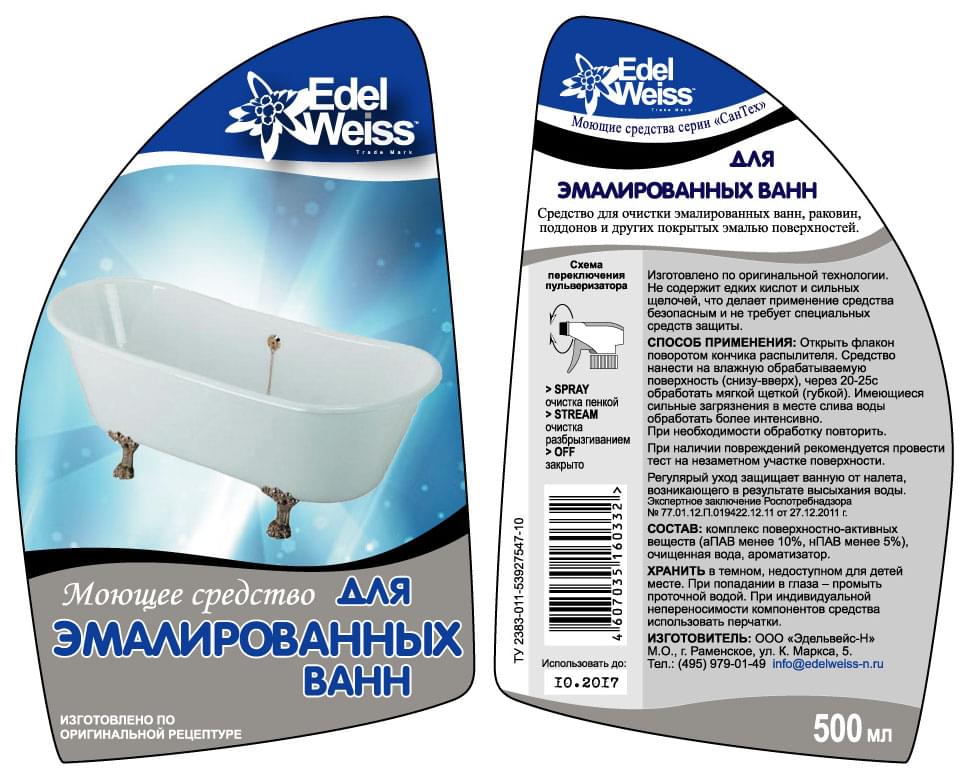 Edel
Weiss™
Trade Mark
Моющее средство ДЛЯ
ЭМАЛИРОВАННЫХ
ВАНН
ИЗГОТОВЛЕНО ПО
ОРИГИНАЛЬНОЙ РЕЦЕПТУРЕ
Edel
Weiss™
Trade Mark
Моющие средства серии «СанТех»
ДЛЯ
ЭМАЛИРОВАННЫХ ВАНН
Средство для очистки эмалированных ванн, раковин,
поддонов и других покрытых эмалью поверхностей.
Схема
переключения
пульверизатора
> SPRAY
очистка пенкой
> STREAM
очистка
разбрызгиванием
> OFF
закрыто
Изготовлено по оригинальной технологии.
Не содержит едких кислот и сильных
щелочей, что делает применение средства
безопасным и не требует специальных
средств защиты.
СПОСОБ ПРИМЕНЕНИЯ: Открыть флакон
поворотом кончика распылителя. Средство
нанести на влажную обрабатываемую
поверхность (снизу-вверх), через 20-25с
обработать мягкой щеткой (губкой). Имеющиеся
сильные загрязнения в месте слива воды
обработать более интенсивно.
При необходимости обработку повторить.
При наличии повреждений рекомендуется провести
тест на незаметном участке поверхности.
Регулярый уход защищает ванную от налета,
возникающего в результате высыхания воды.
Экспертное заключение Роспотребнадзора
№ 77.01.12.П.019422.12.11 от 27.12.2011 г.
СОСТАВ: комплекс поверхностно-активных
веществ (аПАВ менее 10%, нПАВ менее 5%),
очищенная вода, ароматизатор.
ХРАНИТЬ в темном, недоступном для детей
месте. При попадании в глаза – промыть
проточной водой. При индивидуальной
непереносимости компонентов средства
использовать перчатки.
ИЗГОТОВИТЕЛЬ: ООО «Эдельвейс-Н»
М.О., г. Раменское, ул. К. Маркса, 5.
Тел.: (495) 979-01-49 info@edelweiss-n.ru
ТУ 2383-011-53927547-10
4 607035 160332 >
Использовать до:
10.2017
500 мл